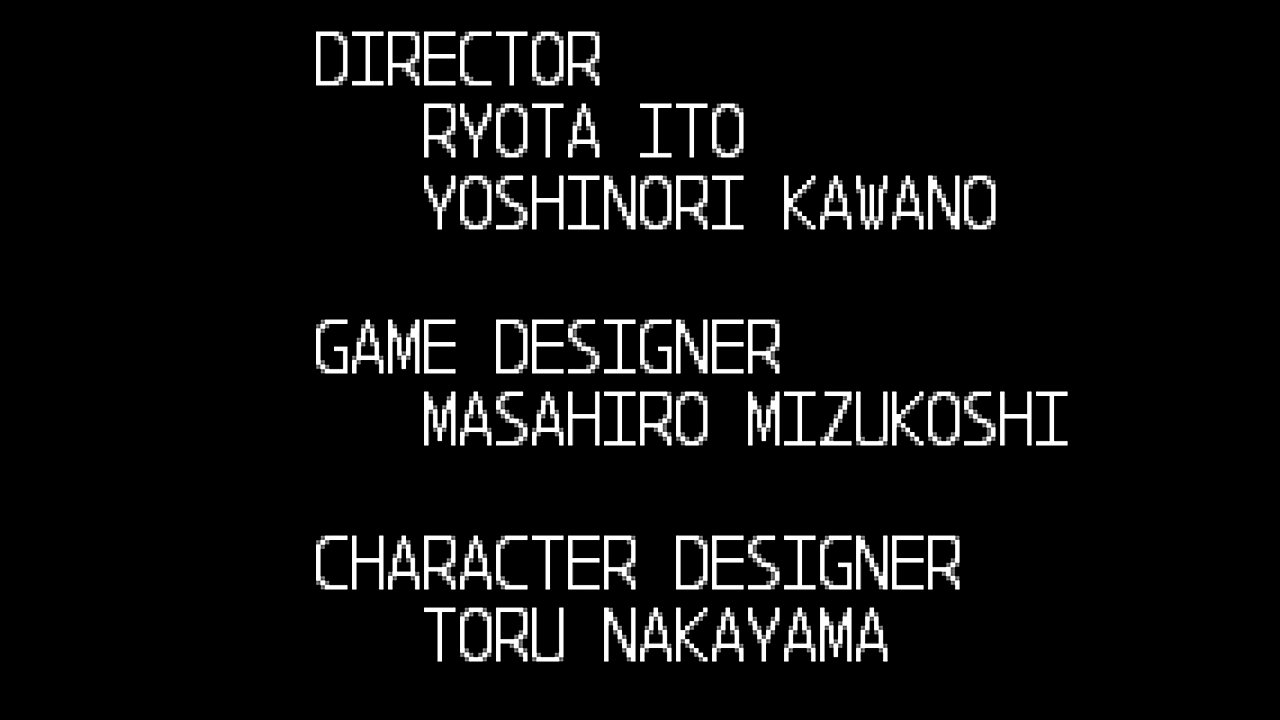 DIRECTOR
RYOTA ITO
YOSHINORI KAWANO
GAME DESIGNER
MASAHIRO MIZUKOSHI
CHARACTER DESIGNER
TORU NAKAYAMA